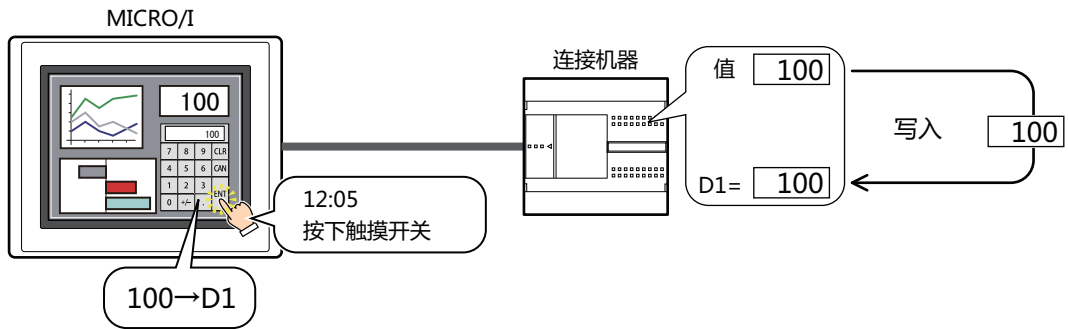 MICRO/I
100
100
7 8 9 CLR
4 5 6 CAN
1 2 3
ENT
0 +/- .
12:05
按下触摸开关
100→D1
连接机器
值 100
D1= 100
写入 100